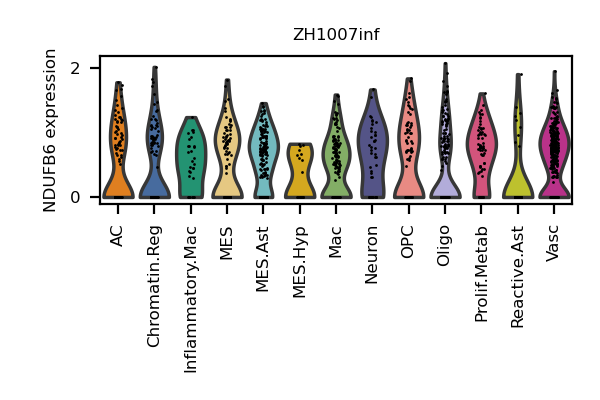 ZH1007inf
NDUFB6 expression
2
0
AC
Chromatin.Reg
Inflammatory.Mac
MES
MES.Ast
MES.Hyp
Mac
Neuron
OPC
Oligo
Prolif.Metab
Reactive.Ast
Vasc